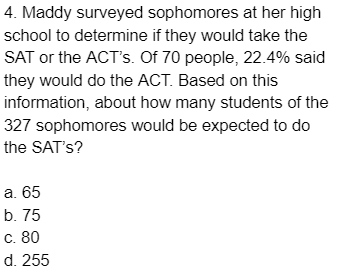 4. Maddy surveyed sophomores at her high
school to determine if they would take the
SAT or the ACT's. Of 70 people, 22.4% said
they would do the ACT. Based on this
information, about how many students of the
327 sophomores would be expected to do
the SAT's?
a. 65
b. 75
c. 80
d. 255